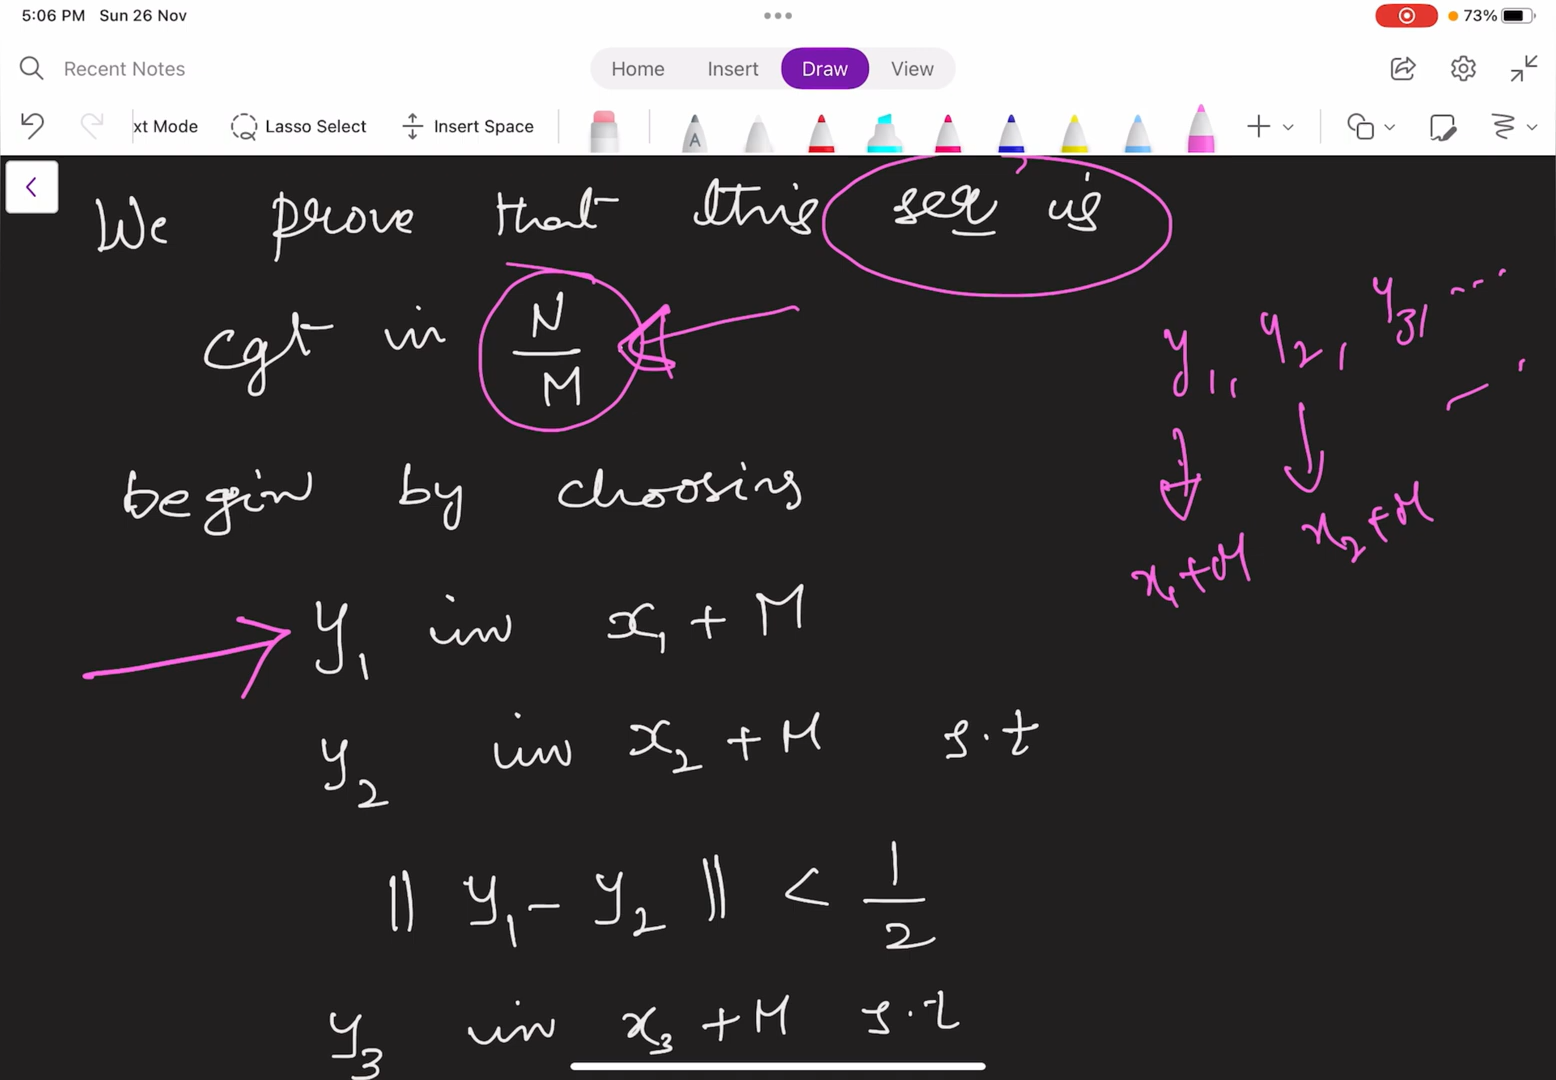 5:06 PM Sun 26 Nov
73%
Recent Notes
Home Insert Draw View
xt Mode Lasso Select Insert Space
A
We prove that this seq is
cgt in N/M
y₁, y₂, y₃, ...
begin by choosing
x₁+M x₂+M
y₁ in x₁ + M
y₂ in x₂ + M s.t
|| y₁ - y₂ || < 1/2
y₃ in x₃ + M s.t